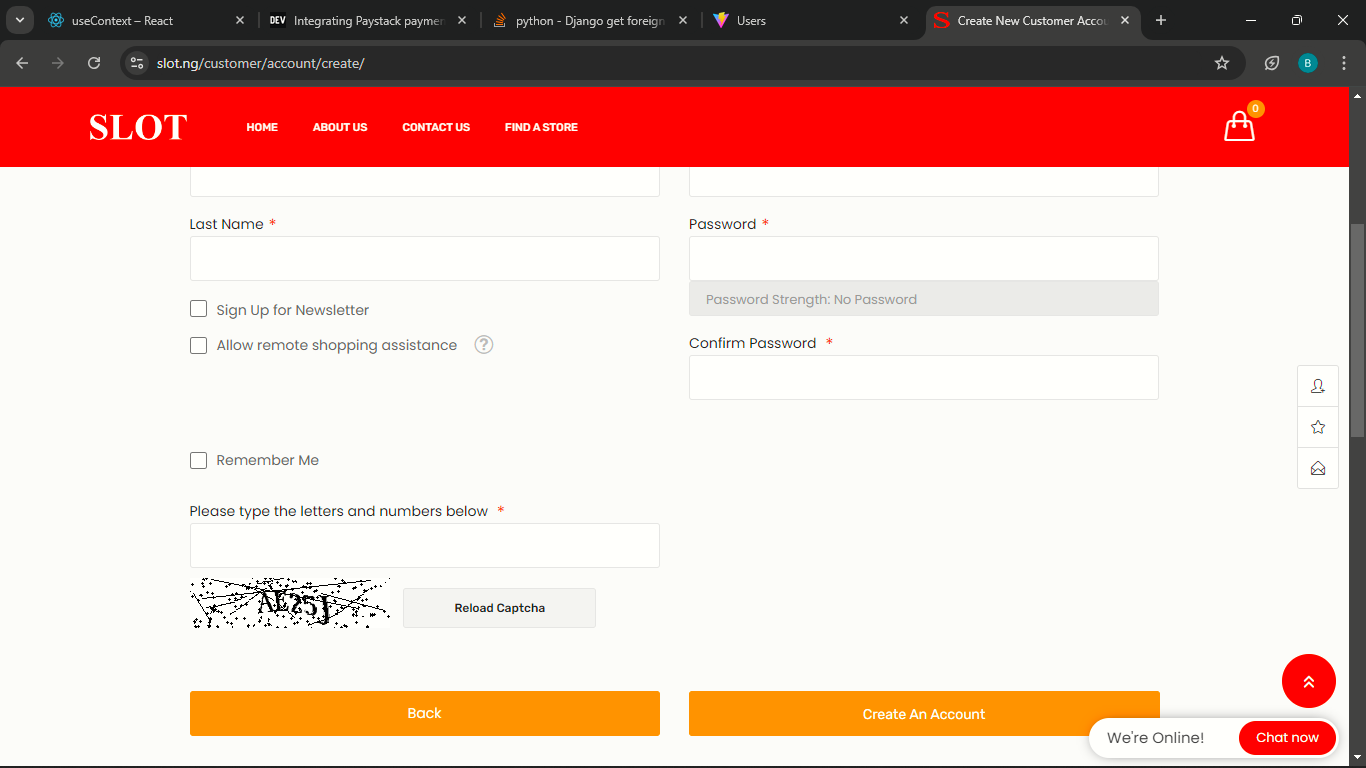 useContext – React
Integrating Paystack paymen
python - Django get foreign
Users
Create New Customer Accou
slot.ng/customer/account/create/
B
SLOT
HOME
ABOUT US
CONTACT US
FIND A STORE
0
Last Name *
Password *
Password Strength: No Password
Sign Up for Newsletter
Allow remote shopping assistance
?
Confirm Password *
Remember Me
Please type the letters and numbers below *
Reload Captcha
Back
Create An Account
We're Online!
Chat now